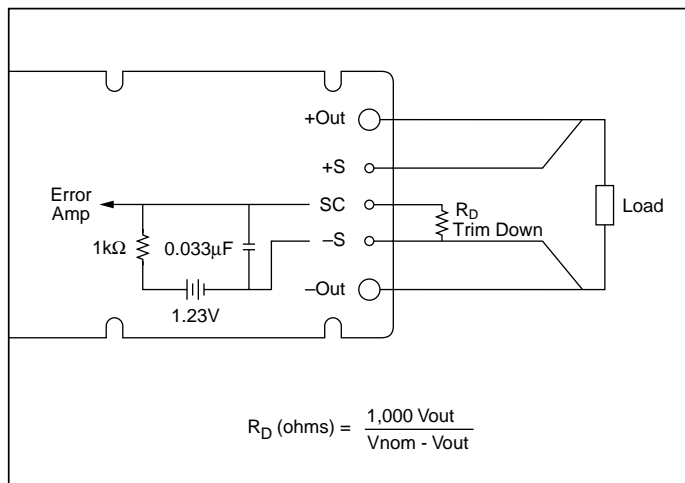 +Out
+S
Error
Amp
SC
R_D
Trim Down
Load
1kΩ
0.033µF
–S
–Out
1.23V
R_D (ohms) = 1,000 Vout
Vnom - Vout